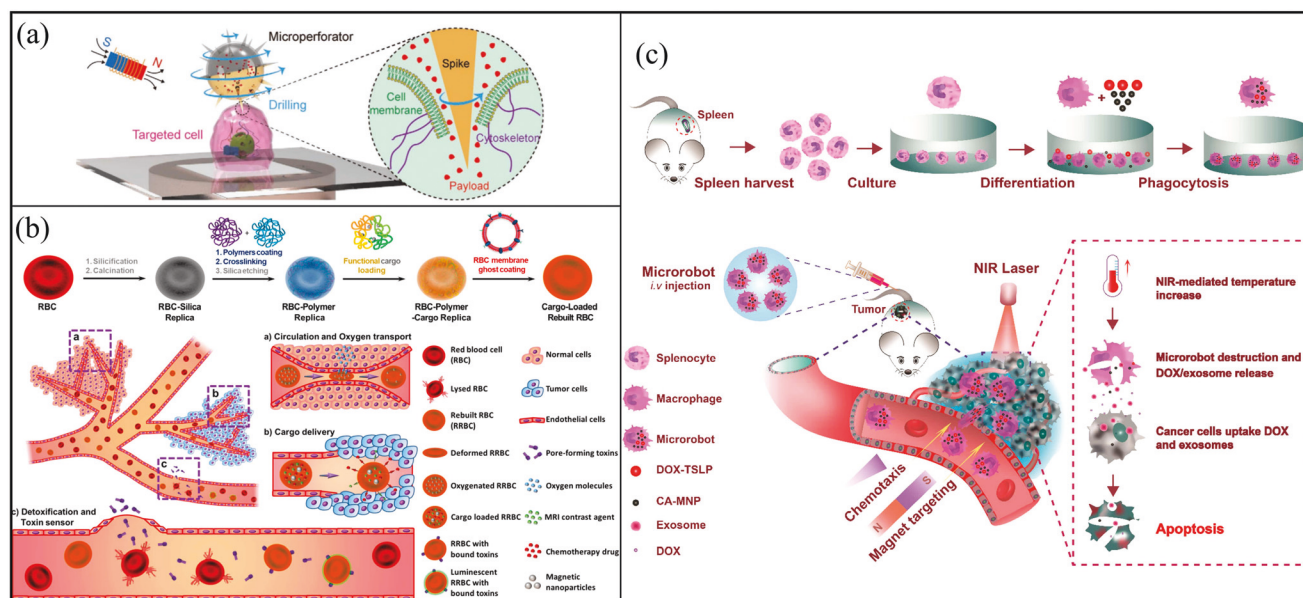 (a)
S
N
Microperforator
Drilling
Targeted cell
Spike
Cell
membrane
Cytoskeleton
Payload
(b)
RBC
1. Silicification
2. Calcination
RBC-Silica
Replica
+
1. Polymers coating
2. Crosslinking
3. Silica etching
RBC-Polymer
Replica
Functional cargo
loading
RBC-Polymer
-Cargo Replica
RBC membrane
ghost coating
Cargo-Loaded
Rebuilt RBC
a
b
c
a) Circulation and Oxygen transport
b) Cargo delivery
c) Detoxification and
Toxin sensor
Red blood cell
(RBC)
Lysed RBC
Rebuilt RBC
(RRBC)
Deformed RRBC
Oxygenated RRBC
Cargo loaded RRBC
RRBC with
bound toxins
Luminescent
RRBC with
bound toxins
Normal cells
Tumor cells
Endothelial cells
Pore-forming toxins
Oxygen molecules
MRI contrast agent
Chemotherapy drug
Magnetic
nanoparticles
(c)
Spleen
Spleen harvest
Culture
Differentiation
+
Phagocytosis
Microrobot
i.v injection
Tumor
NIR Laser
Splenocyte
Macrophage
Microrobot
DOX-TSLP
CA-MNP
Exosome
DOX
Chemotaxis
N
S
Magnet targeting
NIR-mediated temperature
increase
Microrobot destruction and
DOX/exosome release
Cancer cells uptake DOX
and exosomes
Apoptosis